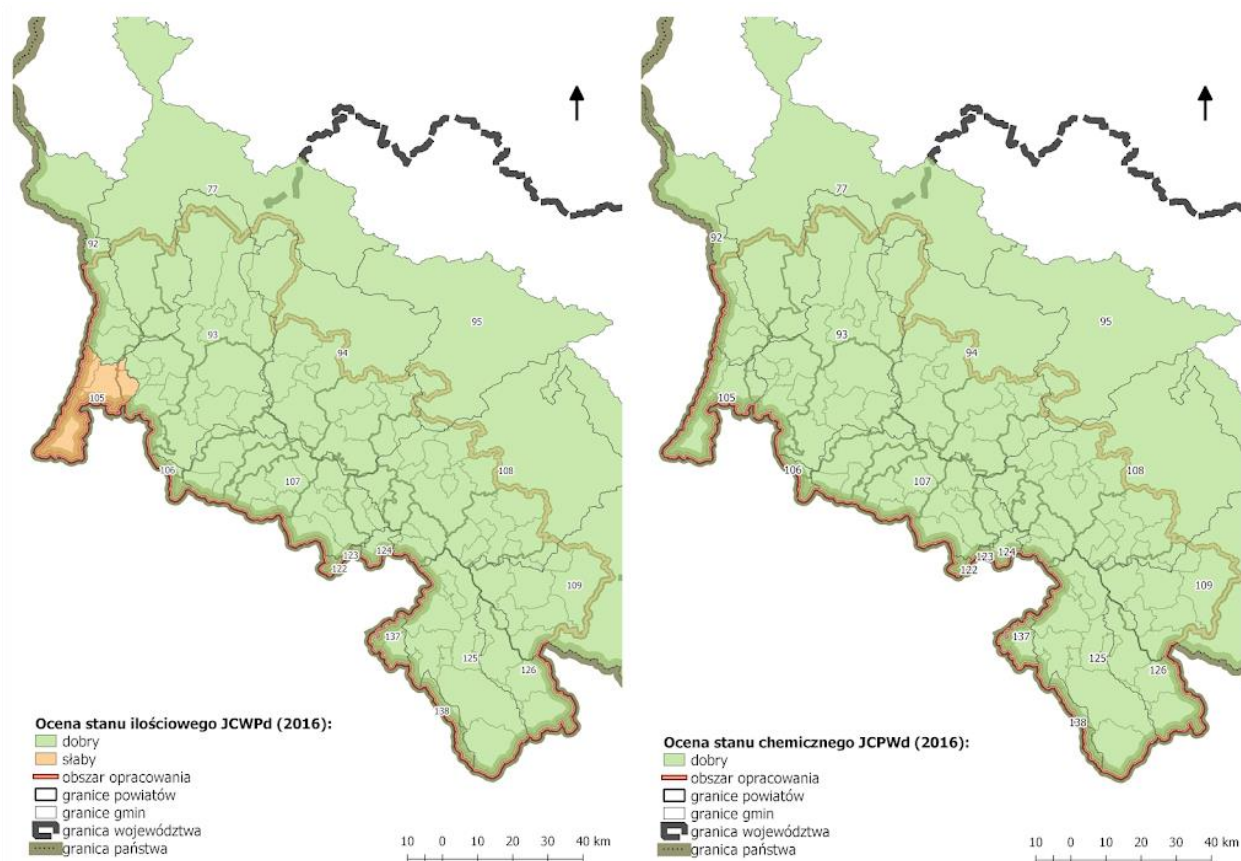 77
92
93
95
94
105
108
106
107
123
124
122
109
137
125
126
138
Ocena stanu ilościowego JCWPd (2016):
dobry
słaby
obszar opracowania
granice powiatów
granice gmin
granica województwa
granica państwa
10 0 10 20 30 40 km
77
92
95
93
94
105
108
106
107
123
124
122
109
137
125
126
138
Ocena stanu chemicznego JCPWd (2016):
dobry
obszar opracowania
granice powiatów
granice gmin
granica województwa
granica państwa
10 0 10 20 30 40 km